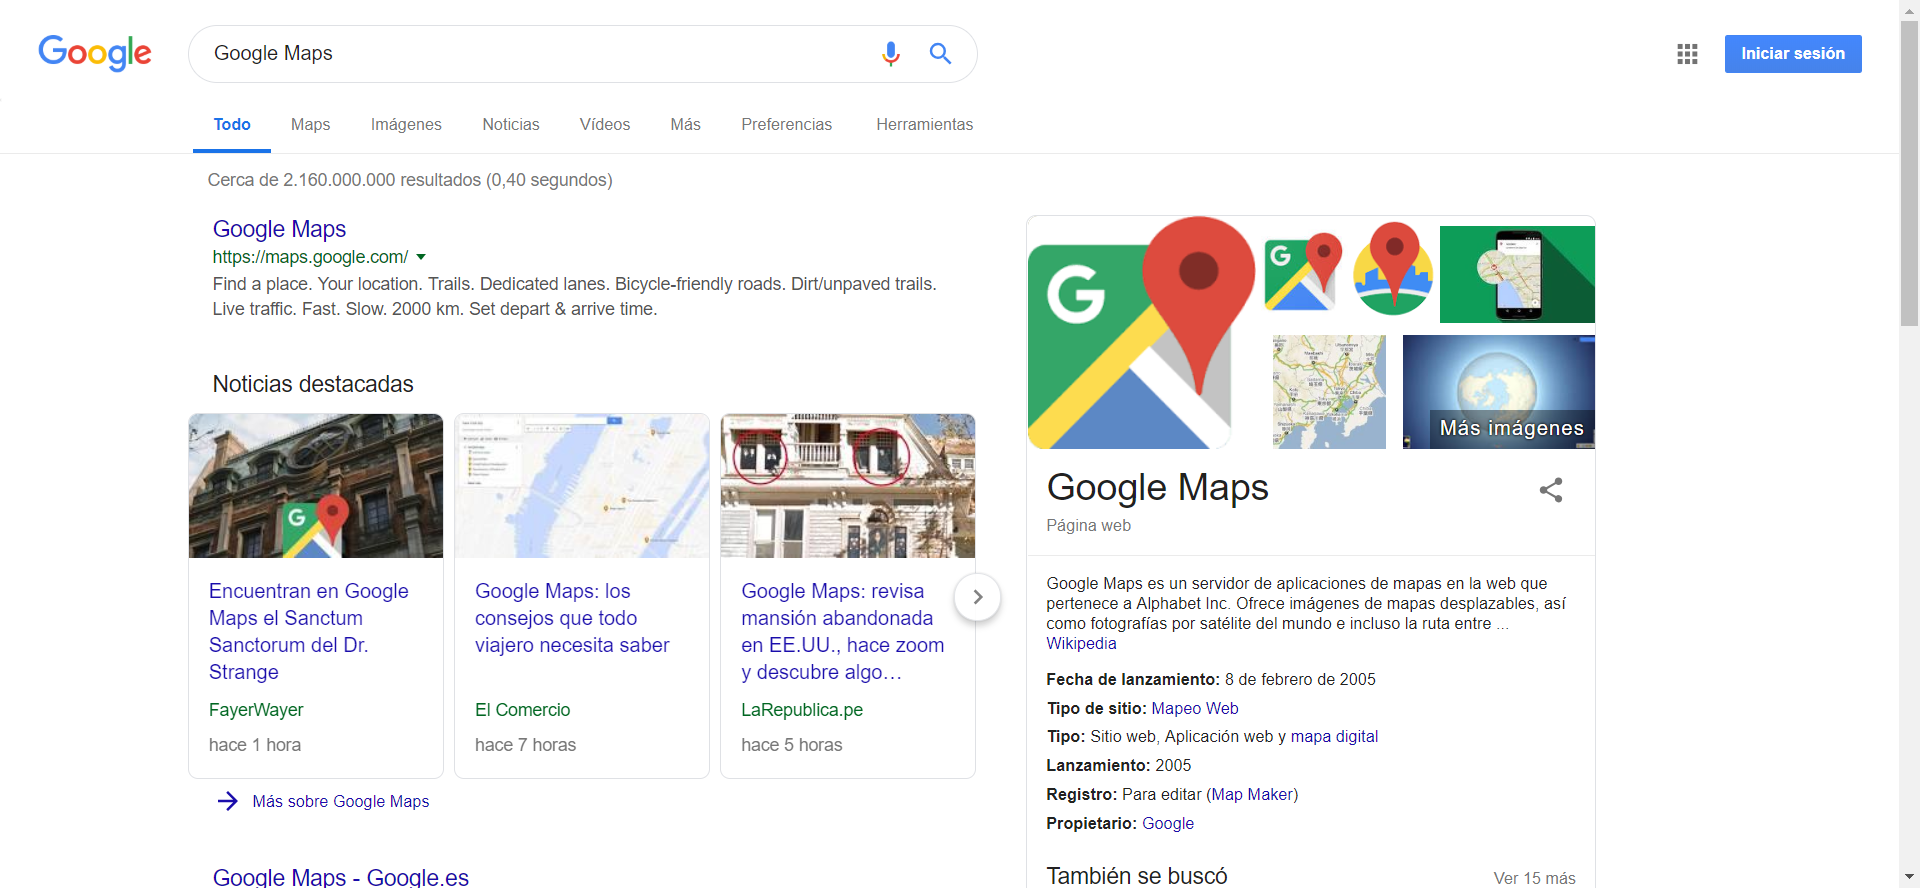 Google
Google Maps
Iniciar sesión
Todo
Maps
Imágenes
Noticias
Vídeos
Más
Preferencias
Herramientas
Cerca de 2.160.000.000 resultados (0,40 segundos)
Google Maps
https://maps.google.com/
Find a place. Your location. Trails. Dedicated lanes. Bicycle-friendly roads. Dirt/unpaved trails.
Live traffic. Fast. Slow. 2000 km. Set depart & arrive time.
Noticias destacadas
G
Encuentran en Google
Maps el Sanctum
Sanctorum del Dr.
Strange
FayerWayer
hace 1 hora
Google Maps: los
consejos que todo
viajero necesita saber
El Comercio
hace 7 horas
Google Maps: revisa
mansión abandonada
en EE.UU., hace zoom
y descubre algo…
LaRepublica.pe
hace 5 horas
Más sobre Google Maps
Google Maps - Google.es
G
G
Más imágenes
Google Maps
Página web
Google Maps es un servidor de aplicaciones de mapas en la web que
pertenece a Alphabet Inc. Ofrece imágenes de mapas desplazables, así
como fotografías por satélite del mundo e incluso la ruta entre ...
Wikipedia
Fecha de lanzamiento: 8 de febrero de 2005
Tipo de sitio: Mapeo Web
Tipo: Sitio web, Aplicación web y mapa digital
Lanzamiento: 2005
Registro: Para editar (Map Maker)
Propietario: Google
También se buscó
Ver 15 más